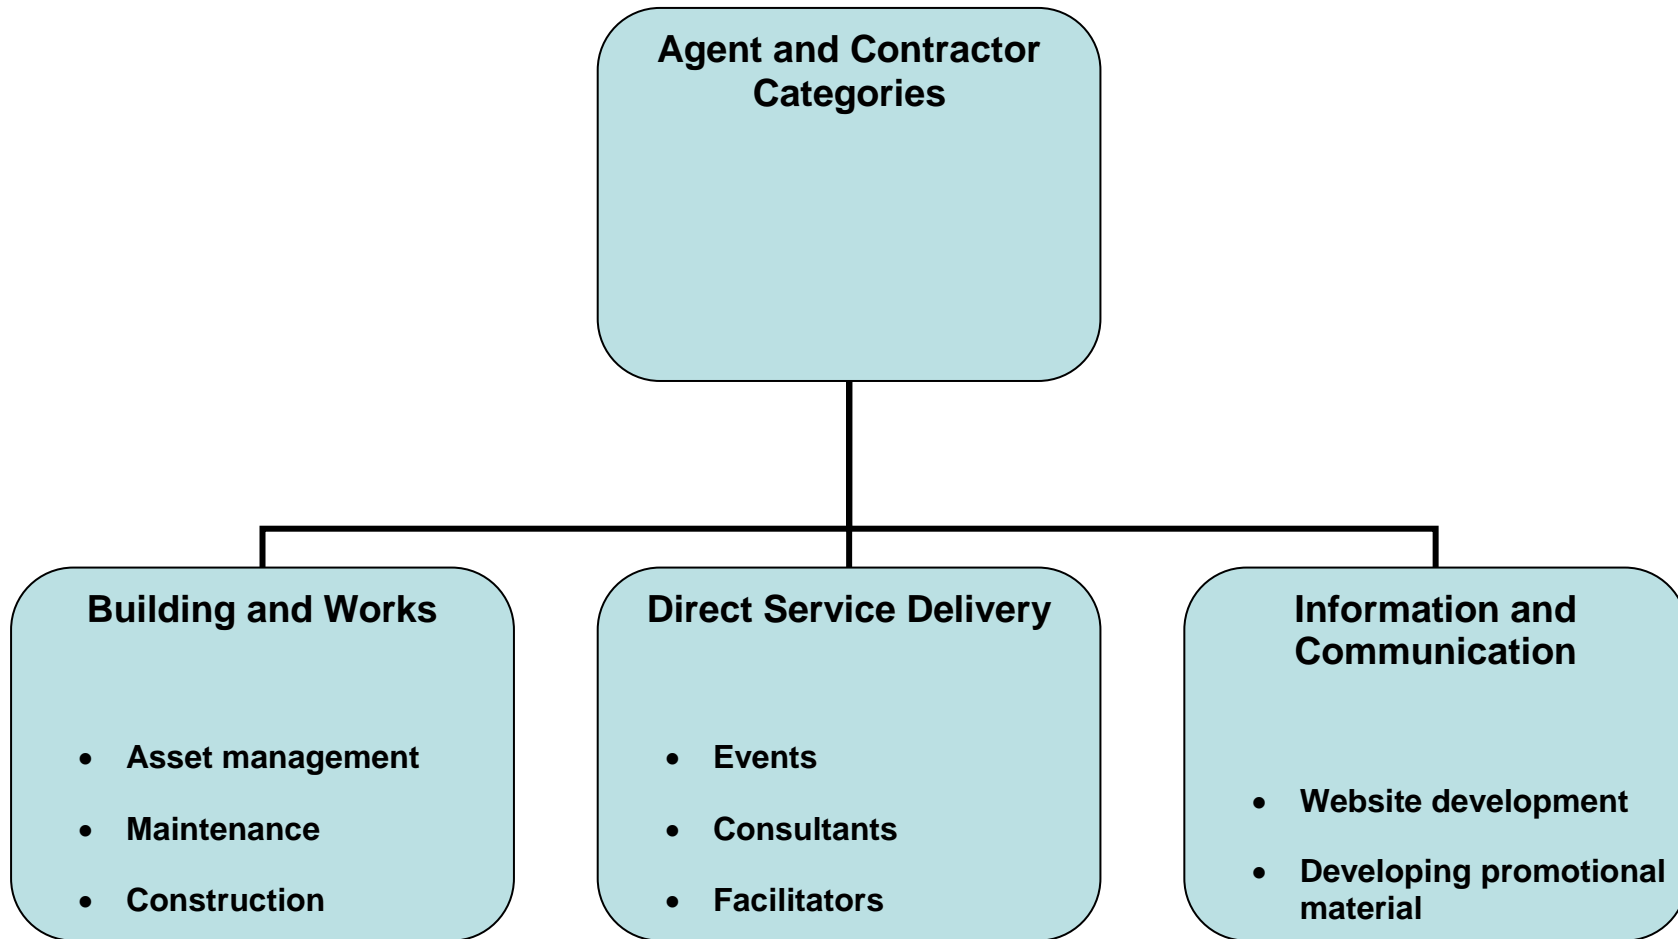 Agent and Contractor
Categories
Building and Works
• Asset management
• Maintenance
• Construction
Direct Service Delivery
• Events
• Consultants
• Facilitators
Information and
Communication
• Website development
• Developing promotional
material